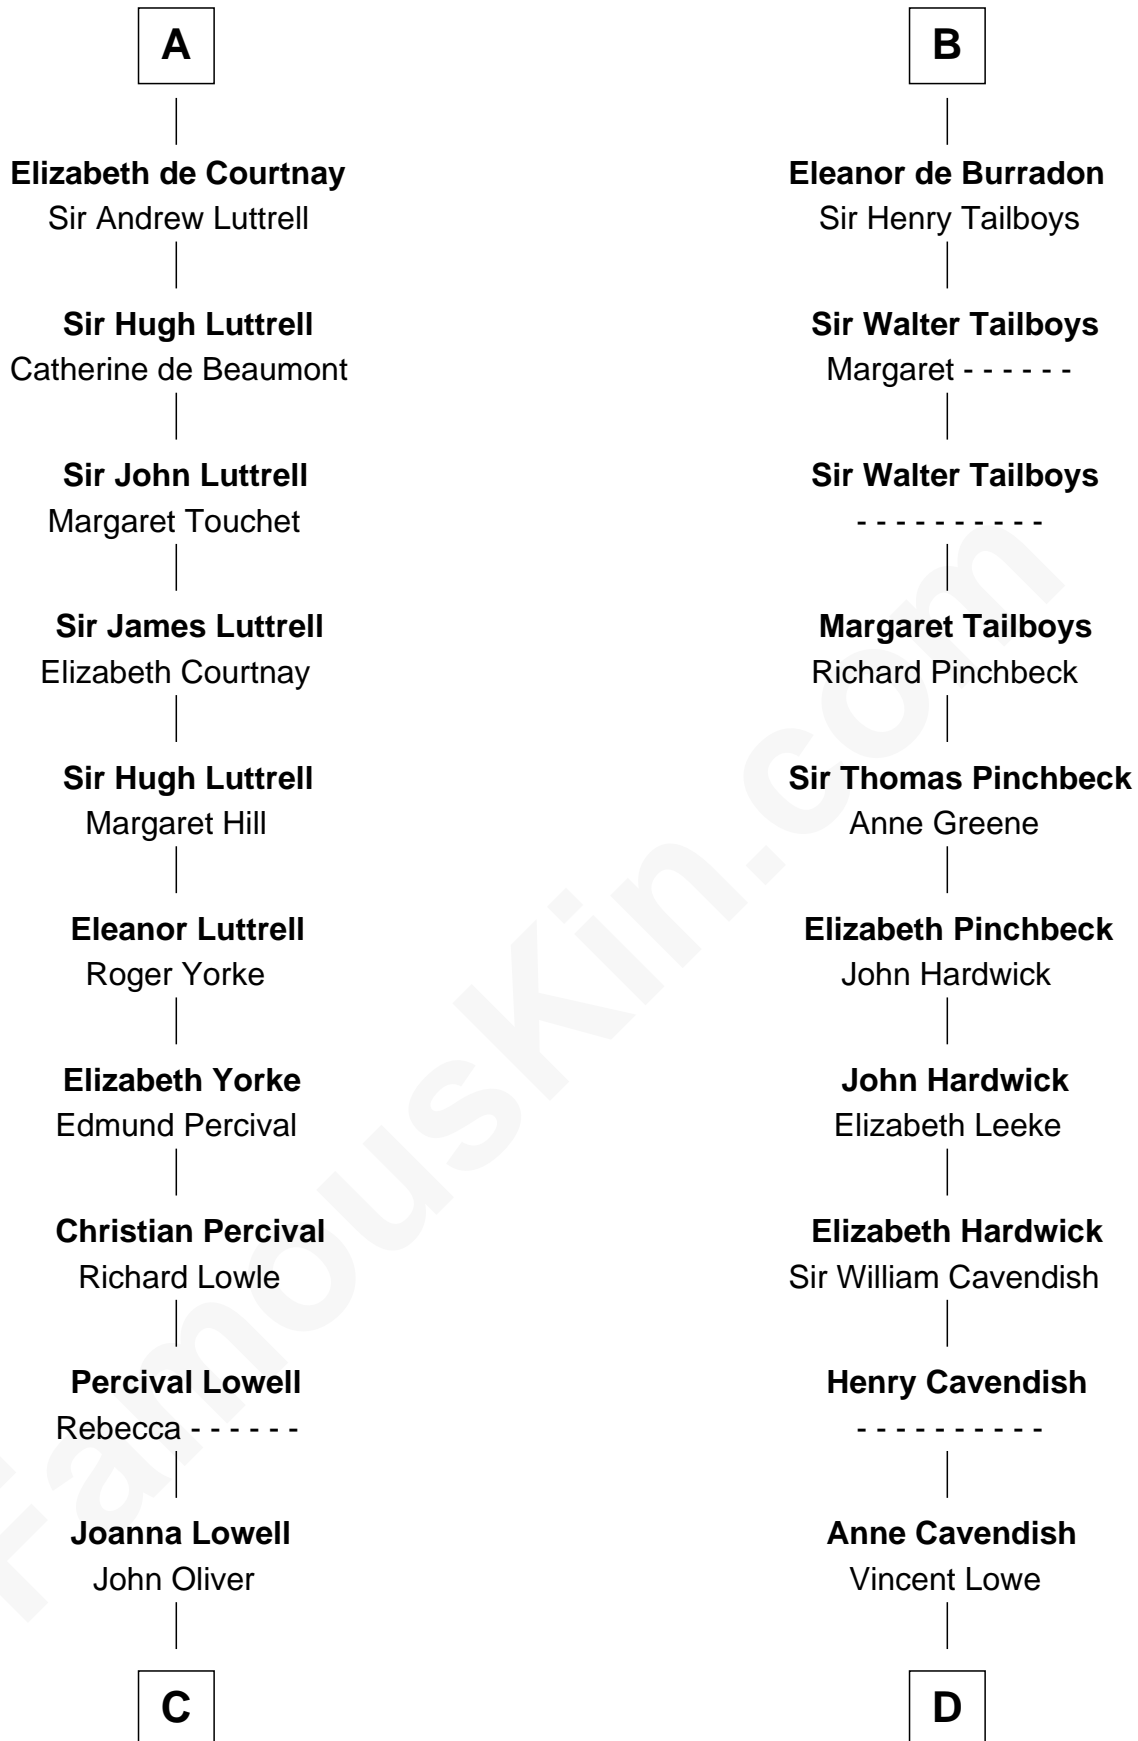 A
Elizabeth de Courtnay
Sir Andrew Luttrell
Sir Hugh Luttrell
Catherine de Beaumont
Sir John Luttrell
Margaret Touchet
Sir James Luttrell
Elizabeth Courtnay
Sir Hugh Luttrell
Margaret Hill
Eleanor Luttrell
Roger Yorke
Elizabeth Yorke
Edmund Percival
Christian Percival
Richard Lowle
Percival Lowell
Rebecca - - - - - -
Joanna Lowell
John Oliver
C
B
Eleanor de Burradon
Sir Henry Tailboys
Sir Walter Tailboys
Margaret - - - - - -
Sir Walter Tailboys
- - - - - - - - - -
Margaret Tailboys
Richard Pinchbeck
Sir Thomas Pinchbeck
Anne Greene
Elizabeth Pinchbeck
John Hardwick
John Hardwick
Elizabeth Leeke
Elizabeth Hardwick
Sir William Cavendish
Henry Cavendish
- - - - - - - - - -
Anne Cavendish
Vincent Lowe
D
FamousKin.com